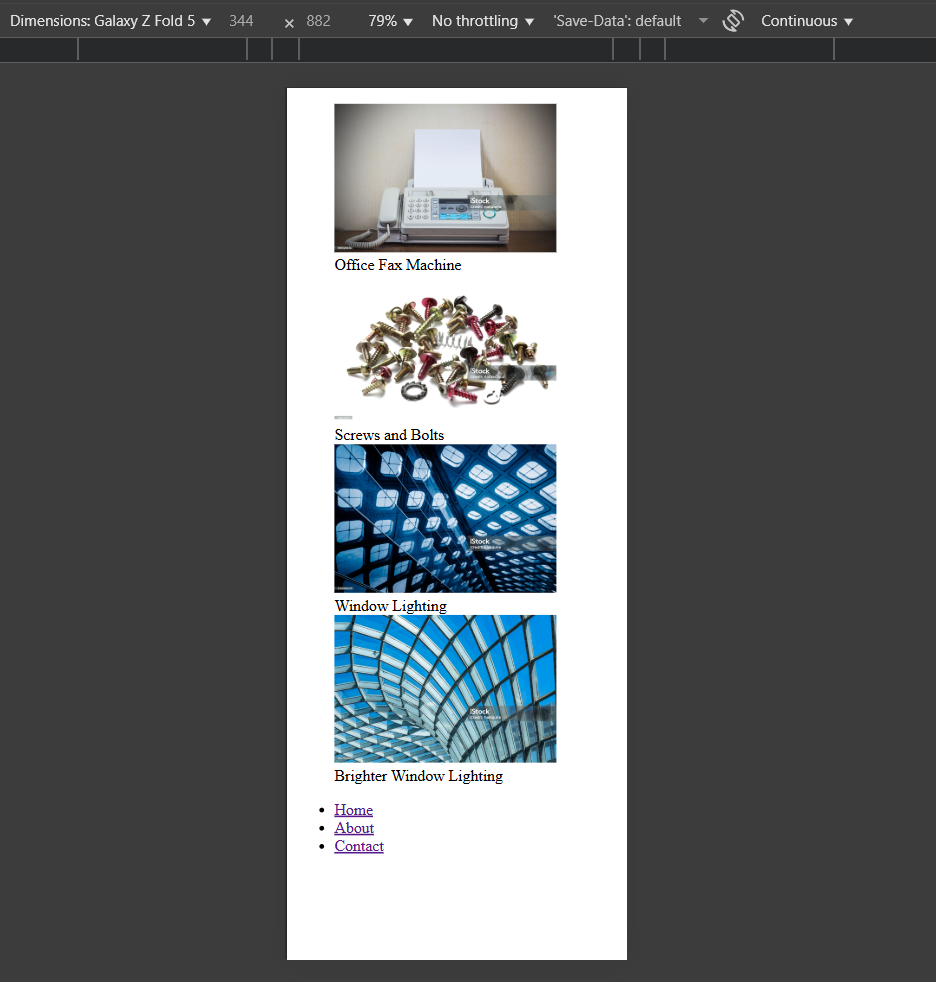 Dimensions: Galaxy Z Fold 5 344 × 882 79% No throttling 'Save-Data': default Continuous
iStock
Office Fax Machine
iStock
Screws and Bolts
iStock
Window Lighting
iStock
Brighter Window Lighting
Home
About
Contact